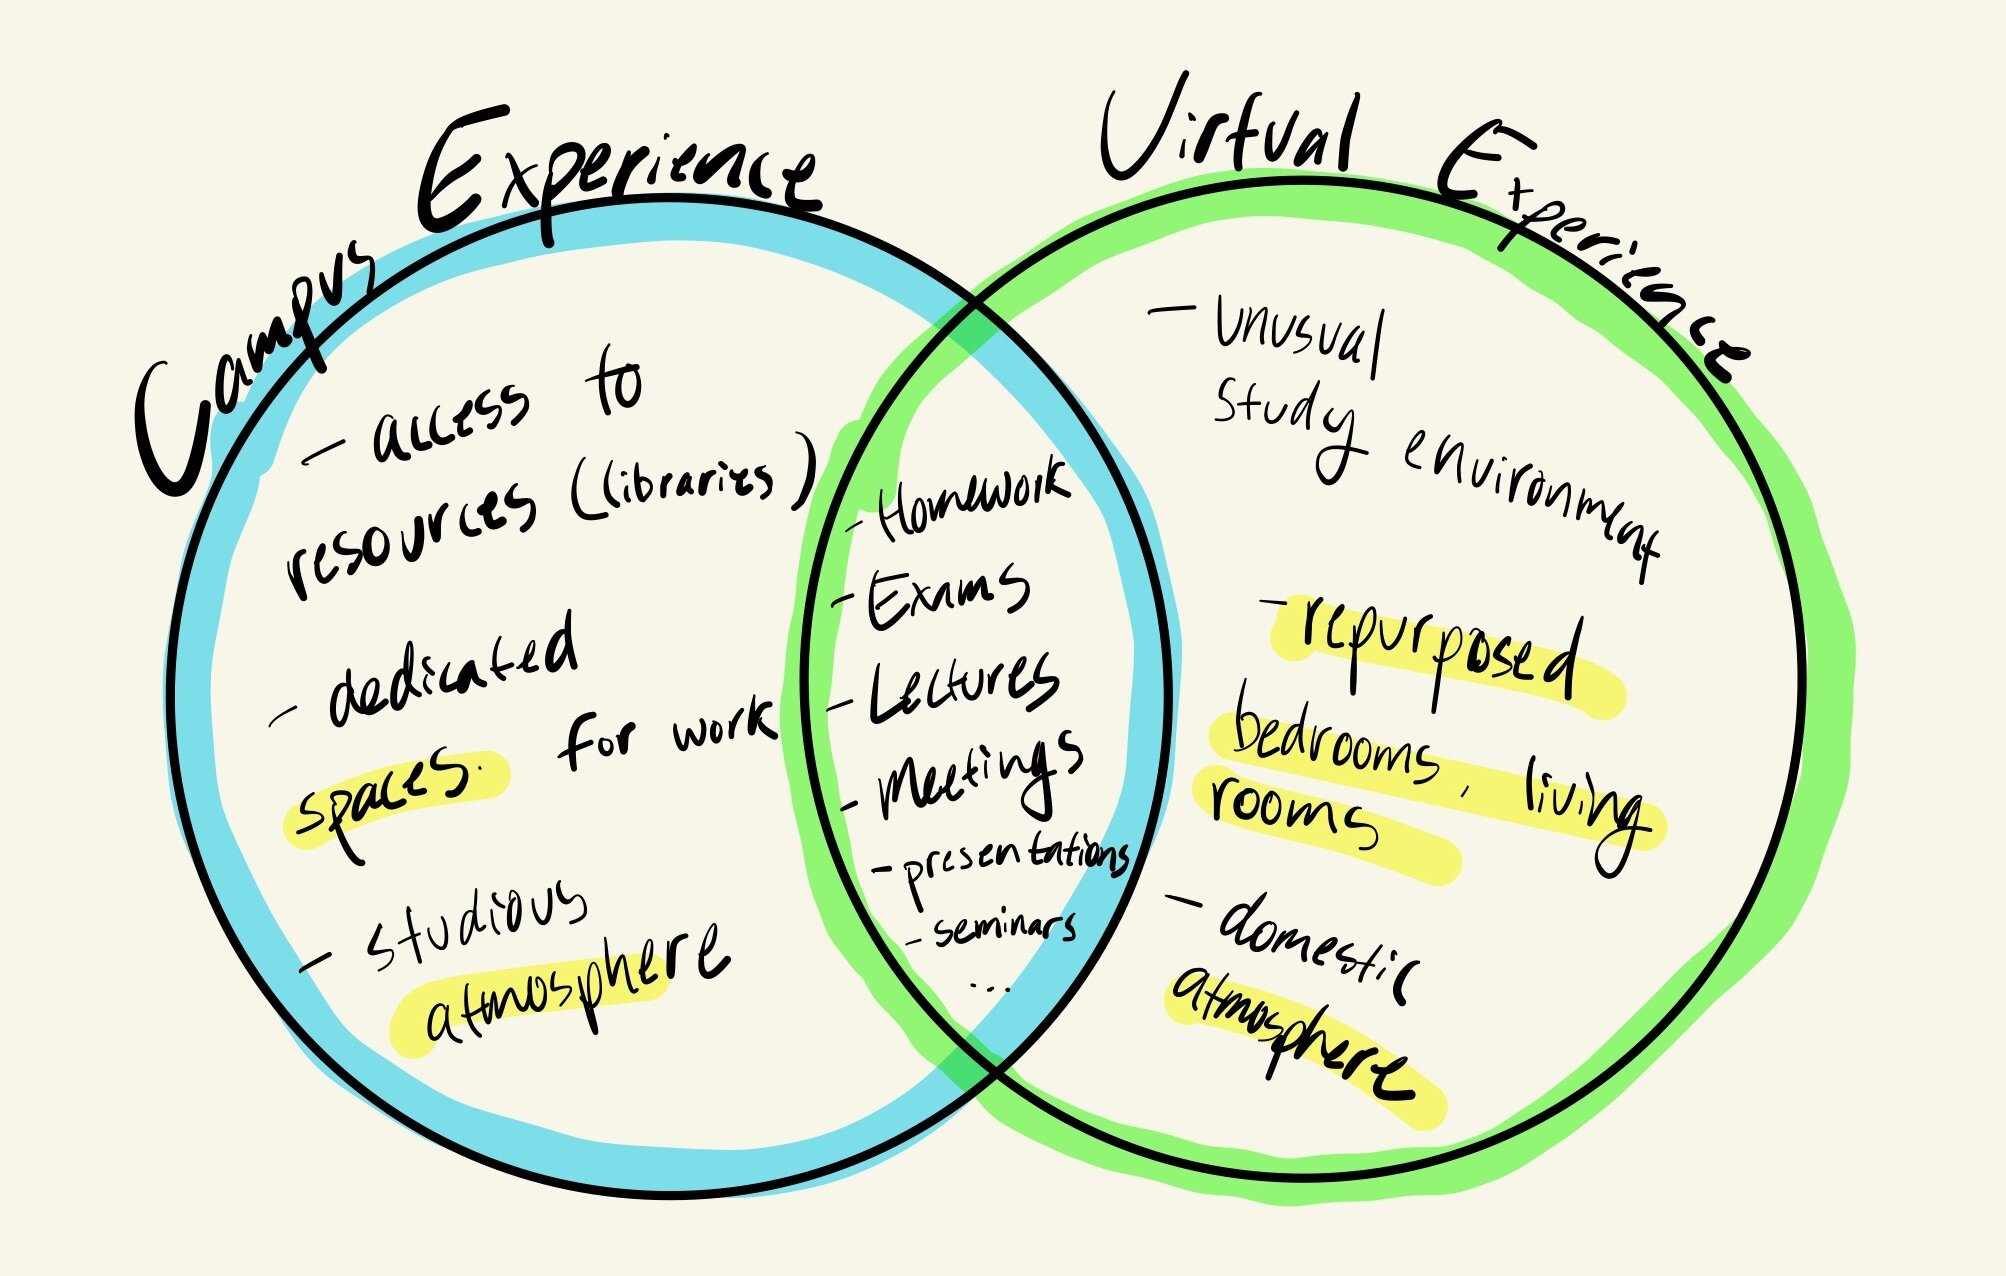 Campus Experience
- access to
resources (libraries)
- dedicated
spaces. for work
- studious
atmosphere
- Homework
- Exams
- Lectures
- Meetings
- presentations
- seminars
...
Virtual Experience
- unusual
study environment
- repurposed
bedrooms, living
rooms
- domestic
atmosphere